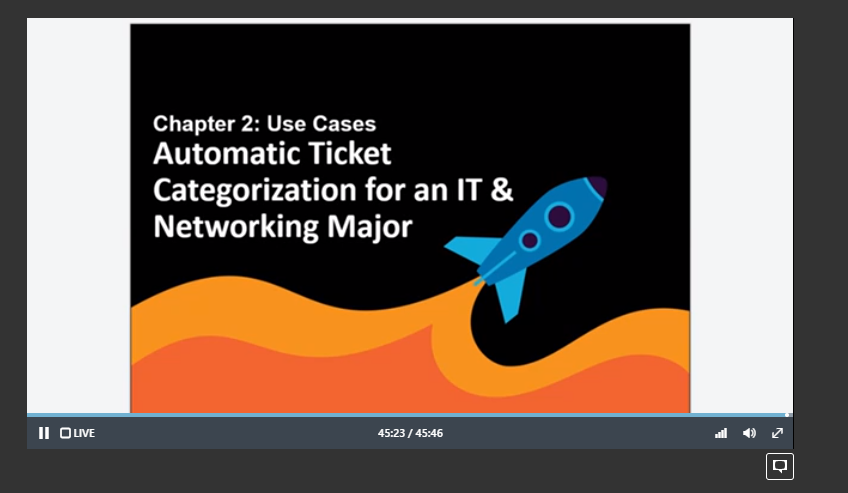 Chapter 2: Use Cases
Automatic Ticket
Categorization for an IT &
Networking Major
LIVE
45:23 / 45:46